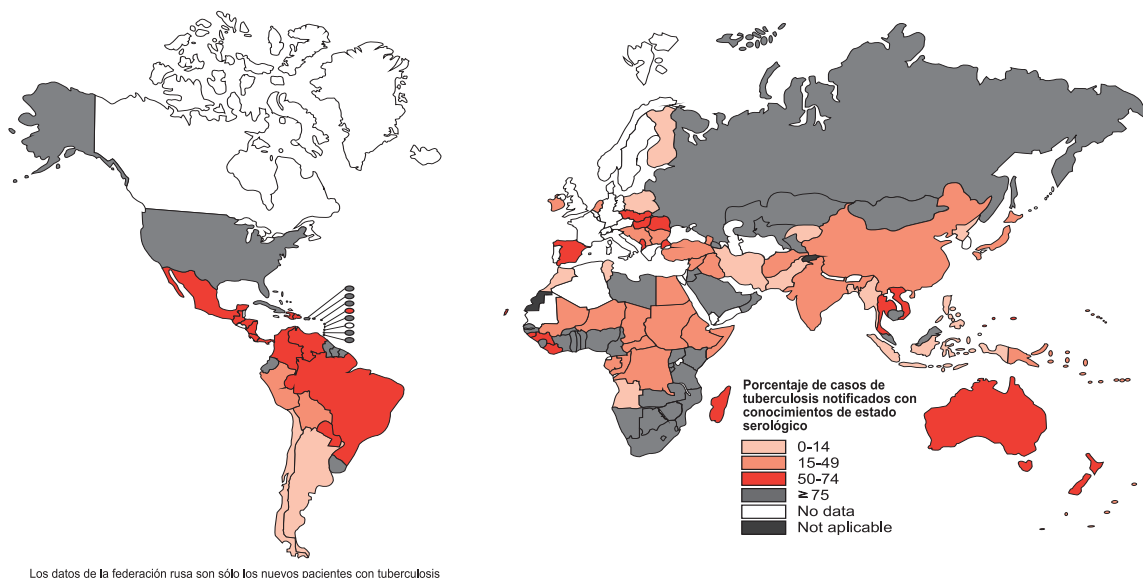 Porcentaje de casos de
tuberculosis notificados con
conocimientos de estado
serológico
0-14
15-49
50-74
≥ 75
No data
Not aplicable
Los datos de la federación rusa son sólo los nuevos pacientes con tuberculosis